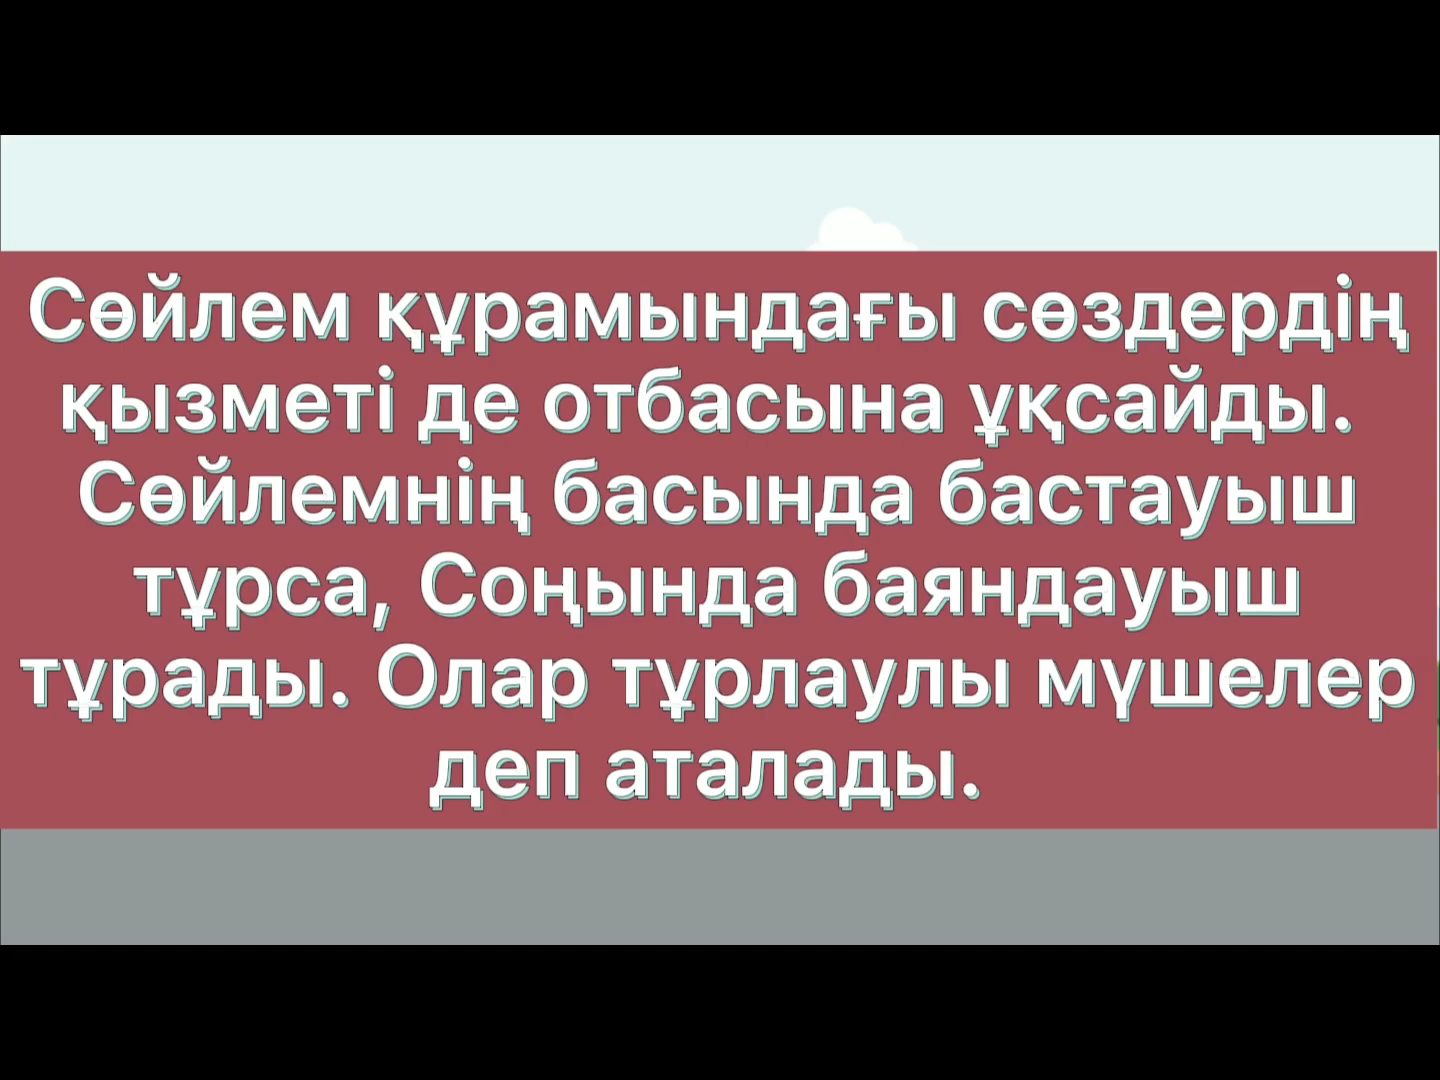 Сөйлем құрамындағы сөздердің
қызметі де отбасына ұқсайды.
Сөйлемнің басында бастауыш
тұрса, Соңында баяндауыш
тұрады. Олар тұрлаулы мүшелер
деп аталады.